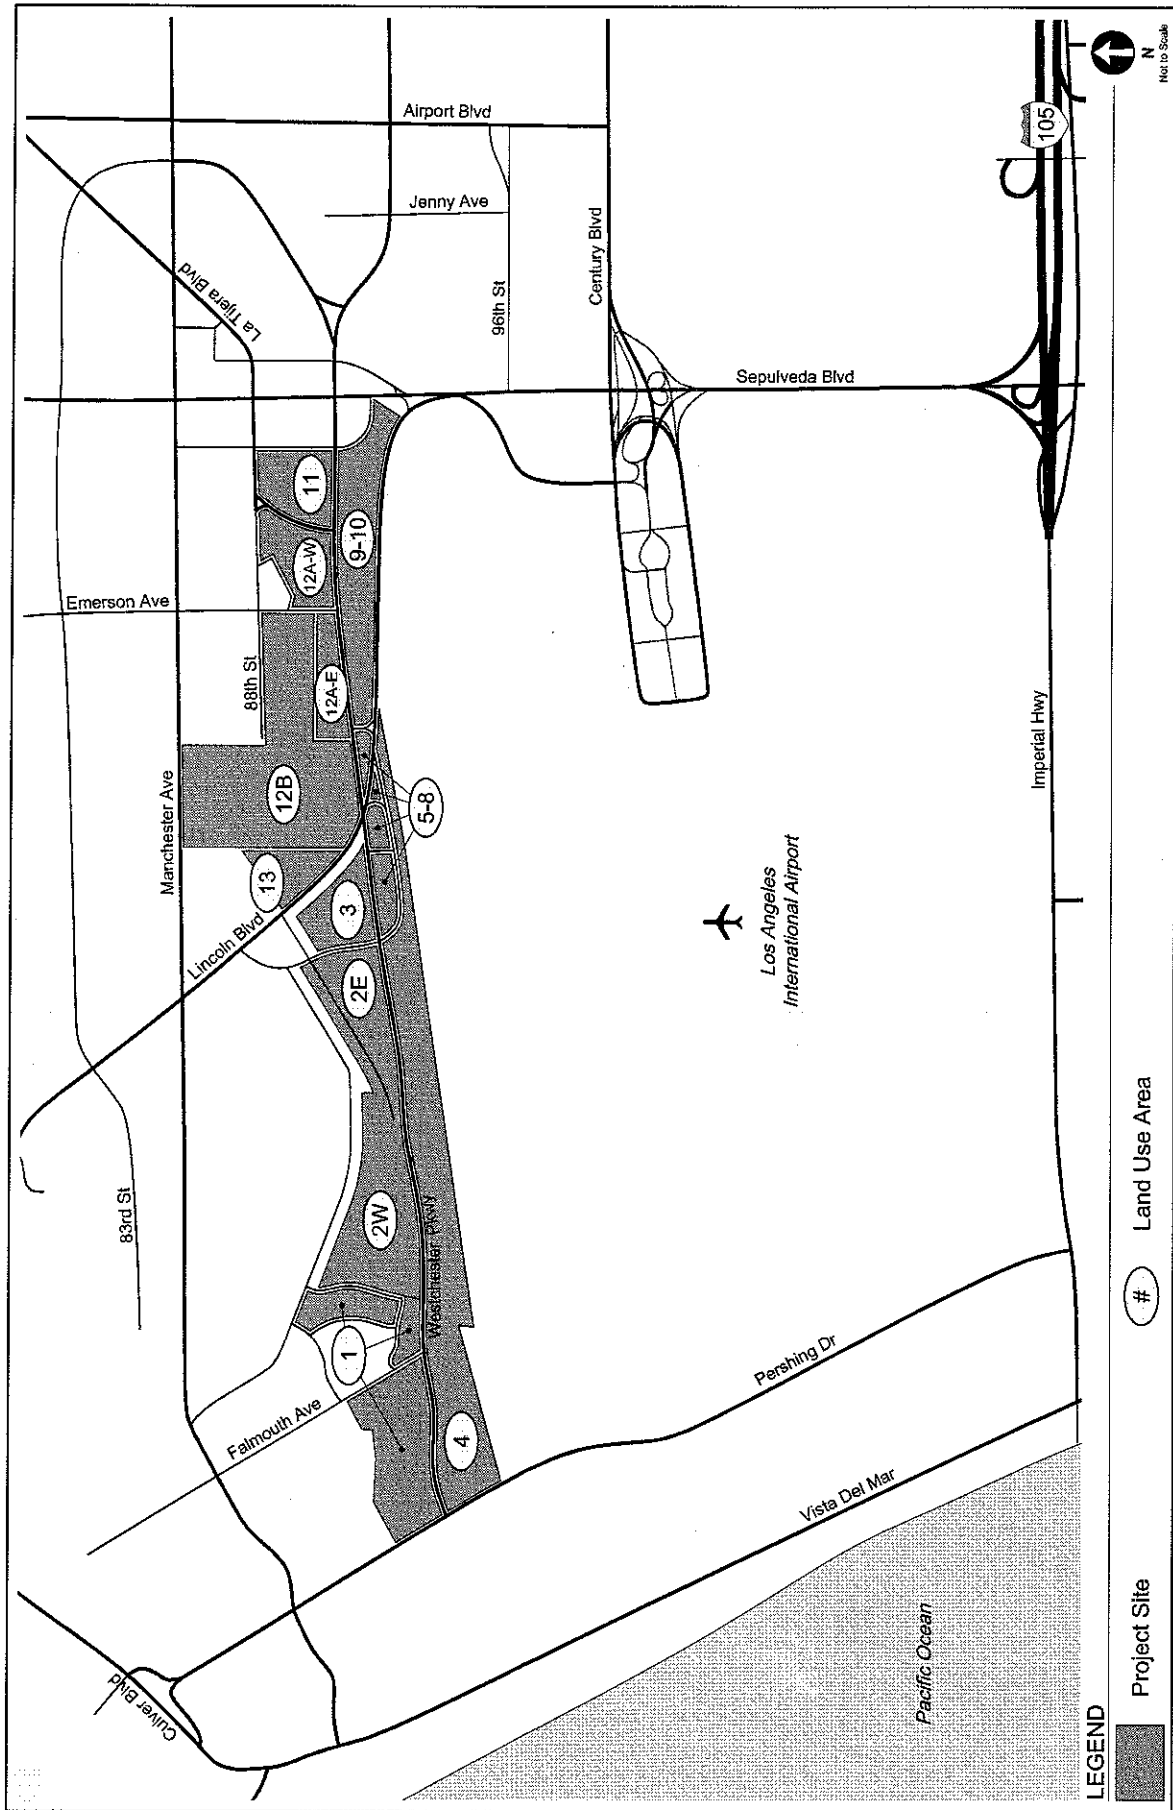 Culver Blvd
83rd St
Manchester Ave
Lincoln Blvd
Falmouth Ave
Emerson Ave
88th St
La Tijera Blvd
Airport Blvd
Jenny Ave
96th St
Century Blvd
Sepulveda Blvd
Westchester Pkwy
1
2W
2E
3
4
13
12B
5-8
12A-E
12A-W
11
9-10
Los Angeles
International Airport
Pershing Dr
Vista Del Mar
Pacific Ocean
Imperial Hwy
105
LEGEND
Project Site
# Land Use Area
N
Not to Scale